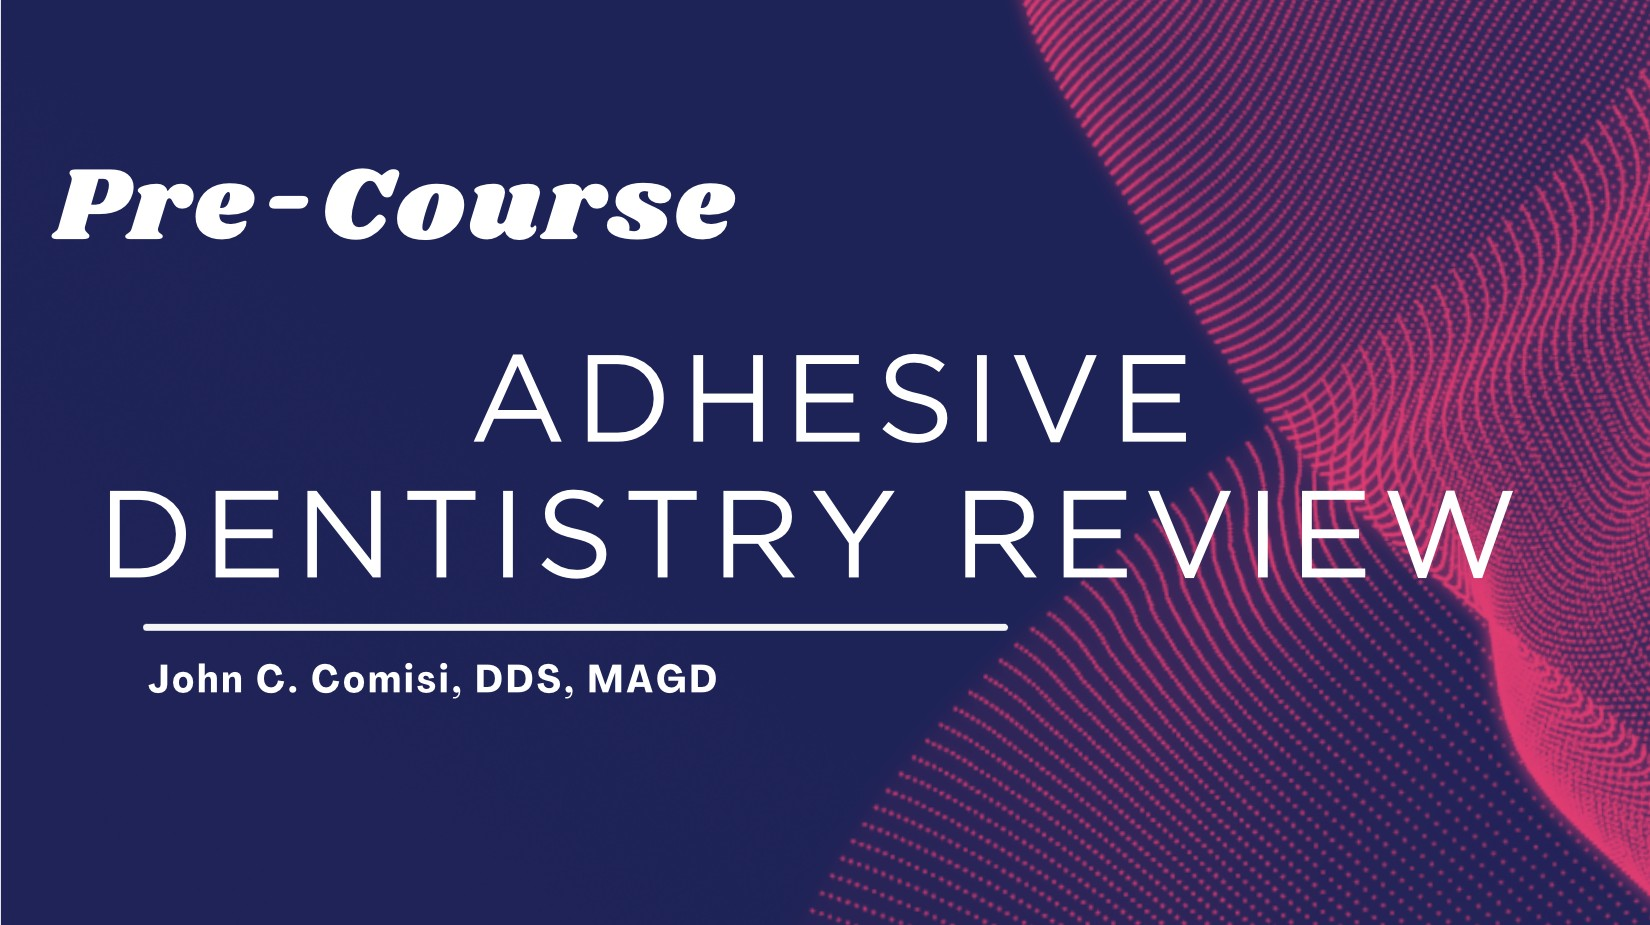 Pre-Course
ADHESIVE
DENTISTRY REVIEW
John C. Comisi, DDS, MAGD